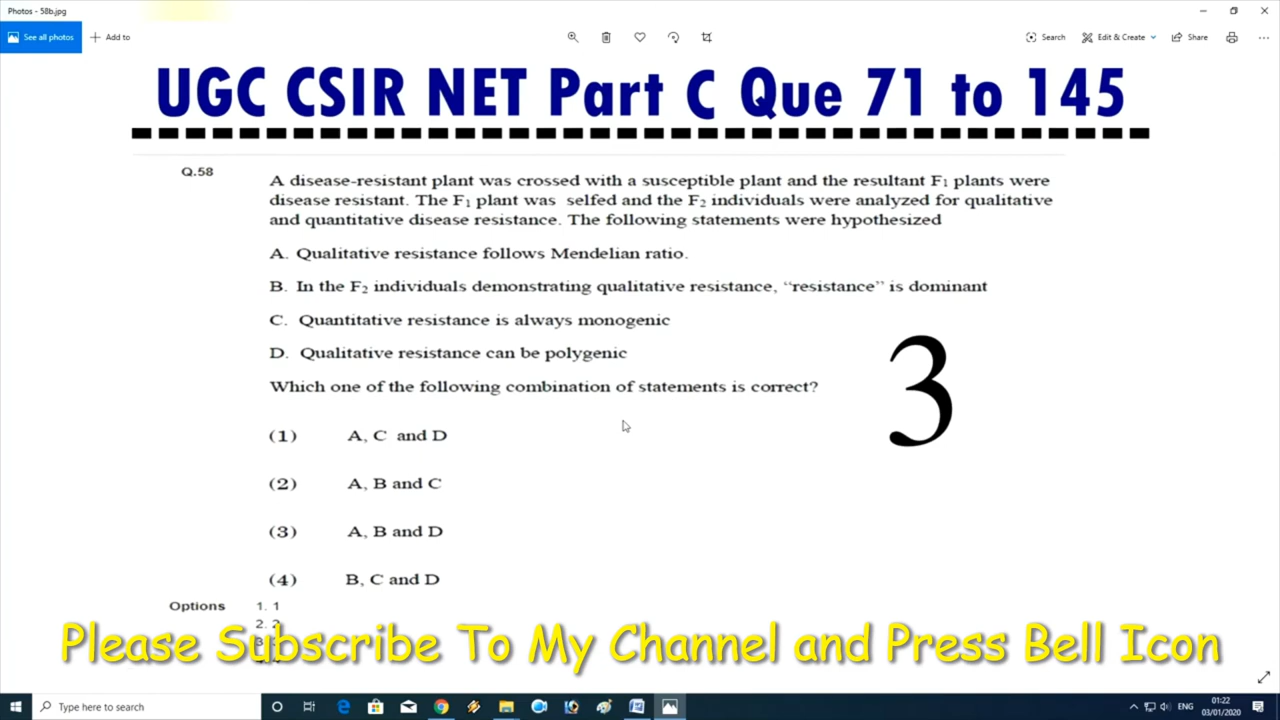 Photos - 58b.jpg
See all photos
Add to
Search
Edit & Create
Share
UGC CSIR NET Part C Que 71 to 145
Q.58
A disease-resistant plant was crossed with a susceptible plant and the resultant F1 plants were
disease resistant. The F1 plant was selfed and the F2 individuals were analyzed for qualitative
and quantitative disease resistance. The following statements were hypothesized
A. Qualitative resistance follows Mendelian ratio.
B. In the F2 individuals demonstrating qualitative resistance, “resistance” is dominant
C. Quantitative resistance is always monogenic
D. Qualitative resistance can be polygenic
3
Which one of the following combination of statements is correct?
(1) A, C and D
(2) A, B and C
(3) A, B and D
(4) B, C and D
Options 1. 1
2. 2
Please Subscribe To My Channel and Press Bell Icon
Type here to search
ENG
01:22
03/01/2020